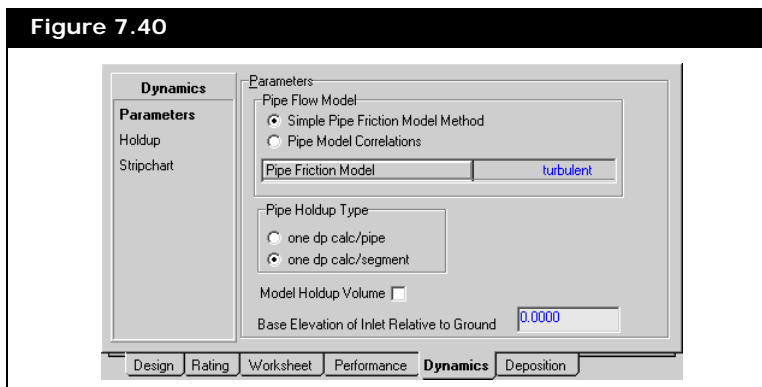 Figure 7.40
Dynamics
Parameters
Holdup
Stripchart
Parameters
Pipe Flow Model
Simple Pipe Friction Model Method
Pipe Model Correlations
Pipe Friction Model turbulent
Pipe Holdup Type
one dp calc/pipe
one dp calc/segment
Model Holdup Volume
Base Elevation of Inlet Relative to Ground 0.0000
Design Rating Worksheet Performance Dynamics Deposition